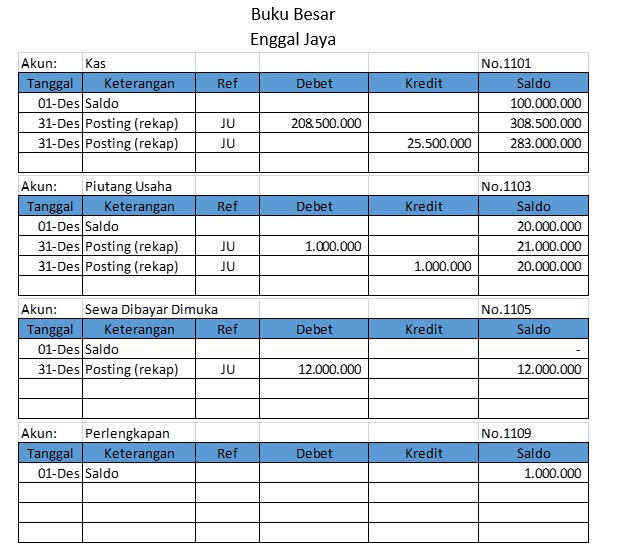 Buku Besar
Enggal Jaya
Akun: Kas No.1101
Tanggal Keterangan Ref Debet Kredit Saldo
01-Des Saldo 100.000.000
31-Des Posting (rekap) JU 208.500.000 308.500.000
31-Des Posting (rekap) JU 25.500.000 283.000.000
Akun: Piutang Usaha No.1103
Tanggal Keterangan Ref Debet Kredit Saldo
01-Des Saldo 20.000.000
31-Des Posting (rekap) JU 1.000.000 21.000.000
31-Des Posting (rekap) JU 1.000.000 20.000.000
Akun: Sewa Dibayar Dimuka No.1105
Tanggal Keterangan Ref Debet Kredit Saldo
01-Des Saldo -
31-Des Posting (rekap) JU 12.000.000 12.000.000
Akun: Perlengkapan No.1109
Tanggal Keterangan Ref Debet Kredit Saldo
01-Des Saldo 1.000.000